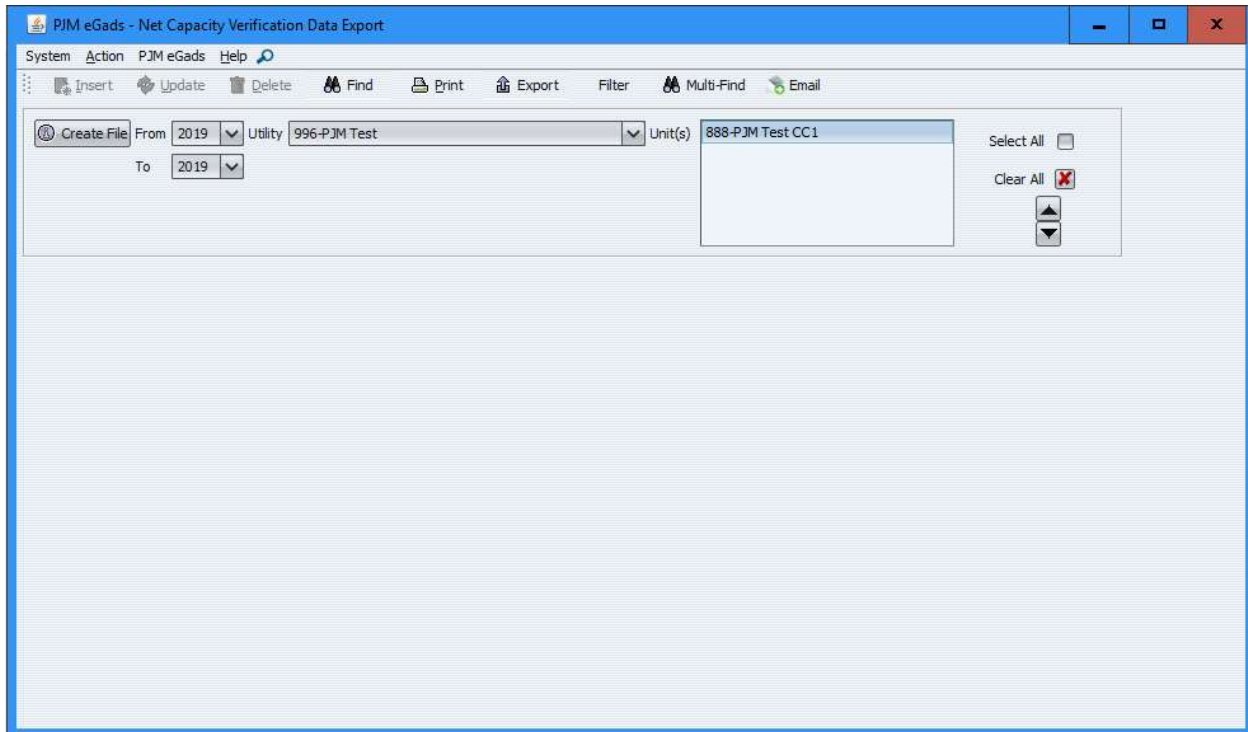 PJM eGads - Net Capacity Verification Data Export
System Action PJM eGads Help
Insert Update Delete Find Print Export Filter Multi-Find Email
Create File From 2019 Utility 996-PJM Test Unit(s) 888-PJM Test CC1 Select All
To 2019 Clear All